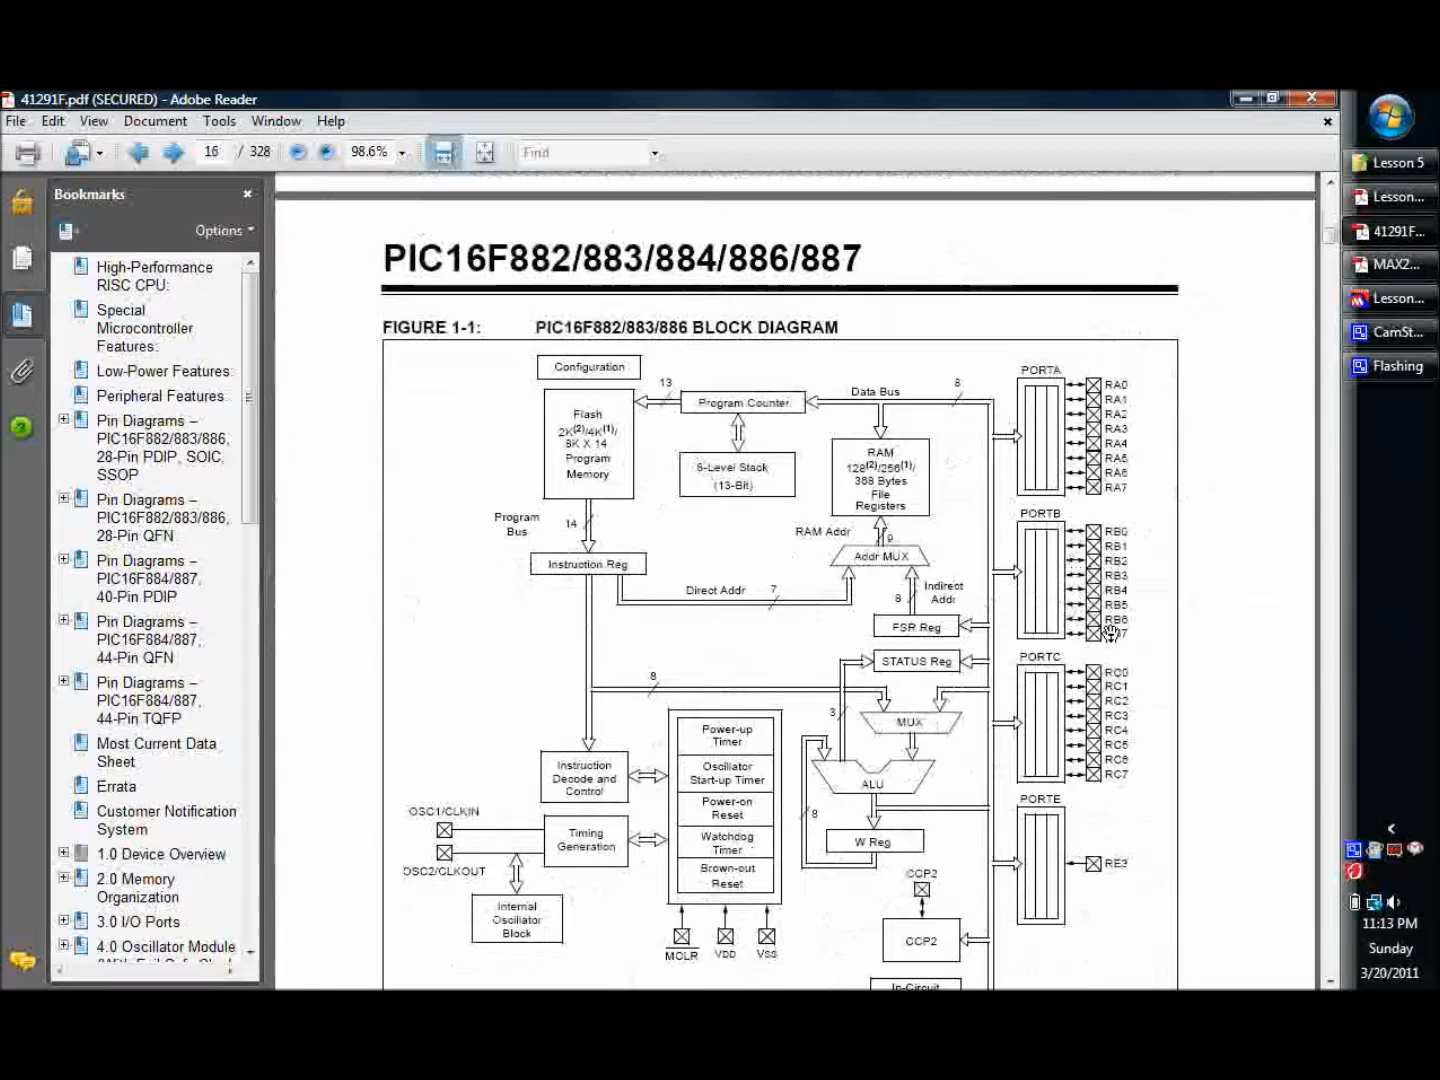 41291F.pdf (SECURED) - Adobe Reader
File Edit View Document Tools Window Help
16 / 328 98.6% Find
Bookmarks
Options
High-Performance
RISC CPU:
Special
Microcontroller
Features:
Low-Power Features:
Peripheral Features
Pin Diagrams –
PIC16F882/883/886,
28-Pin PDIP, SOIC,
SSOP
Pin Diagrams –
PIC16F882/883/886,
28-Pin QFN
Pin Diagrams –
PIC16F884/887,
40-Pin PDIP
Pin Diagrams –
PIC16F884/887,
44-Pin QFN
Pin Diagrams –
PIC16F884/887,
44-Pin TQFP
Most Current Data
Sheet
Errata
Customer Notification
System
1.0 Device Overview
2.0 Memory
Organization
3.0 I/O Ports
4.0 Oscillator Module
PIC16F882/883/884/886/887
FIGURE 1-1: PIC16F882/883/886 BLOCK DIAGRAM
Configuration
13
Program Counter
Data Bus
8
Flash
2K(2)/4K(1)/
8K X 14
Program
Memory
8-Level Stack
(13-Bit)
RAM
128(2)/256(1)/
368 Bytes
File
Registers
Program
Bus
14
RAM Addr
9
Addr MUX
Instruction Reg
Direct Addr
7
8
Indirect
Addr
FSR Reg
STATUS Reg
8
3
MUX
Power-up
Timer
Oscillator
Start-up Timer
Power-on
Reset
Watchdog
Timer
Brown-out
Reset
Instruction
Decode and
Control
ALU
8
W Reg
OSC1/CLKIN
OSC2/CLKOUT
Timing
Generation
Internal
Oscillator
Block
MCLR
VDD
VSS
CCP2
CCP2
In-Circuit
PORTA
RA0
RA1
RA2
RA3
RA4
RA5
RA6
RA7
PORTB
RB0
RB1
RB2
RB3
RB4
RB5
RB6
PORTC
RC0
RC1
RC2
RC3
RC4
RC5
RC6
RC7
PORTE
RE3
Lesson 5
Lesson...
41291F...
MAX2...
Lesson...
CamSt...
Flashing
11:13 PM
Sunday
3/20/2011